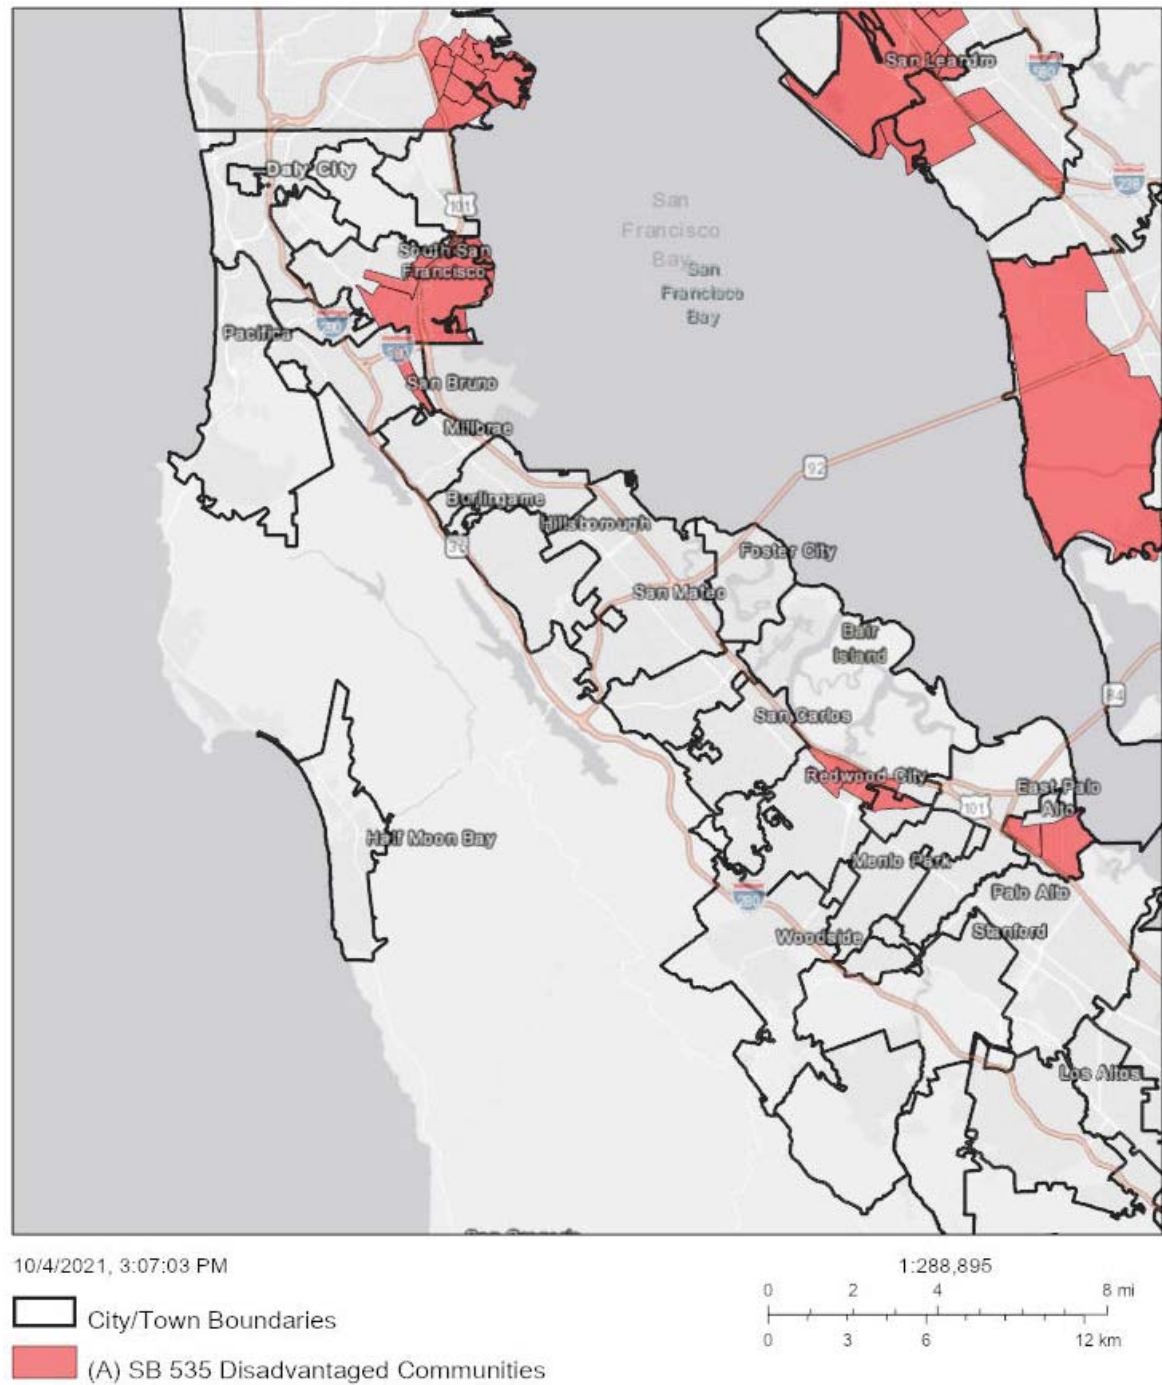 San Leandro
580
Daly City
238
101
San
Francisco
Bay
South San
Francisco
San
Francisco
Bay
280
Pacifica
380
San Bruno
Millbrae
92
Burlingame
Hillsborough
35
Foster City
San Mateo
Bair
Island
84
San Carlos
Redwood City
East Palo
Alto
101
Half Moon Bay
Menlo Park
Palo Alto
280
Woodside
Stanford
Los Altos
10/4/2021, 3:07:03 PM
1:288,895
0 2 4 8 mi
0 3 6 12 km
City/Town Boundaries
(A) SB 535 Disadvantaged Communities